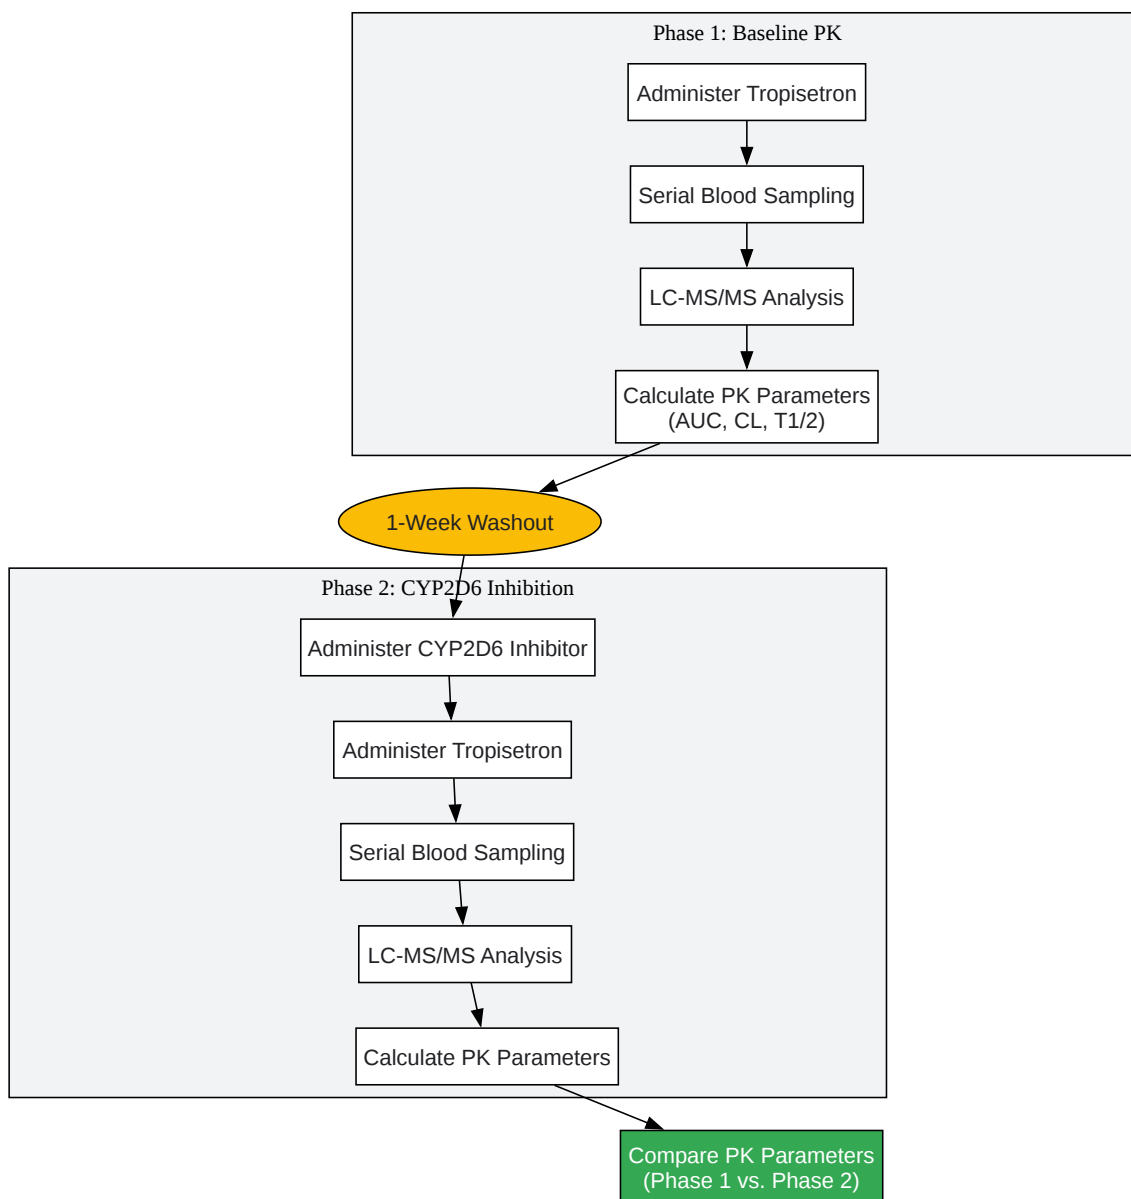 Phase 1: Baseline PK
Administer Tropisetron
Serial Blood Sampling
LC-MS/MS Analysis
Calculate PK Parameters
(AUC, CL, T1/2)
1-Week Washout
Phase 2: CYP2D6 Inhibition
Administer CYP2D6 Inhibitor
Administer Tropisetron
Serial Blood Sampling
LC-MS/MS Analysis
Calculate PK Parameters
Compare PK Parameters
(Phase 1 vs. Phase 2)